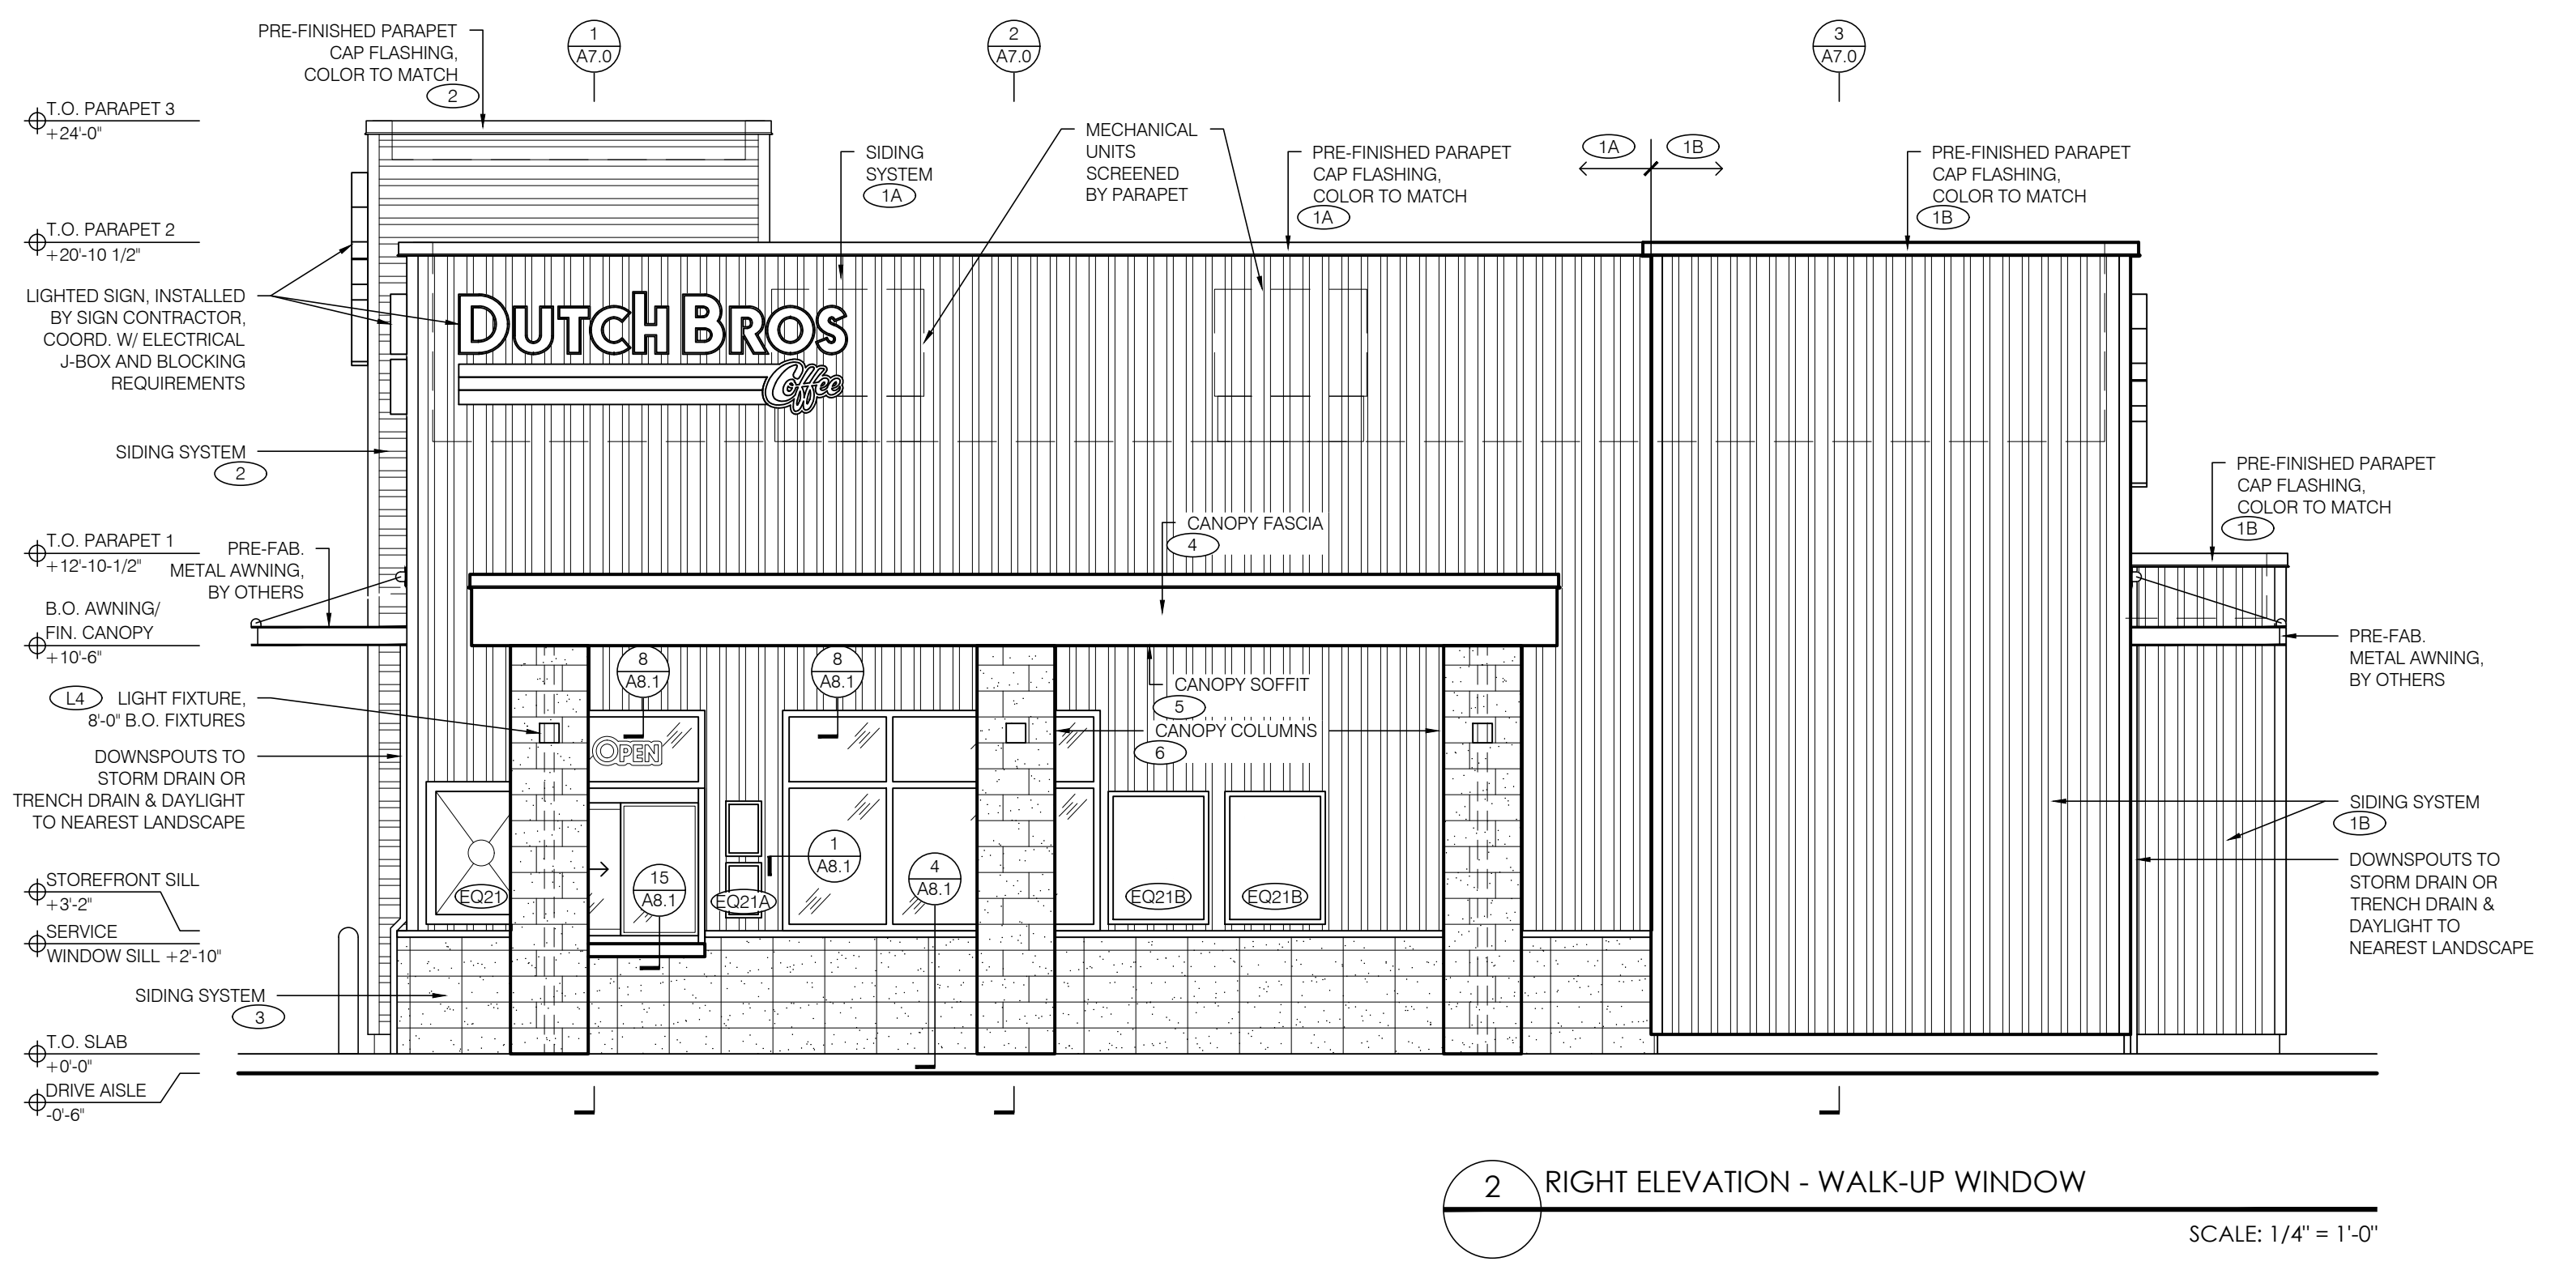 PRE-FINISHED PARAPET
CAP FLASHING,
COLOR TO MATCH
2
1
A7.0
2
A7.0
3
A7.0
T.O. PARAPET 3
+24'-0"
SIDING
SYSTEM
1A
MECHANICAL
UNITS
SCREENED
BY PARAPET
PRE-FINISHED PARAPET
CAP FLASHING,
COLOR TO MATCH
1A
1A
1B
PRE-FINISHED PARAPET
CAP FLASHING,
COLOR TO MATCH
1B
T.O. PARAPET 2
+20'-10 1/2"
LIGHTED SIGN, INSTALLED
BY SIGN CONTRACTOR,
COORD. W/ ELECTRICAL
J-BOX AND BLOCKING
REQUIREMENTS
DUTCH BROS
Coffee
SIDING SYSTEM
2
PRE-FINISHED PARAPET
CAP FLASHING,
COLOR TO MATCH
1B
T.O. PARAPET 1
+12'-10-1/2"
PRE-FAB.
METAL AWNING,
BY OTHERS
CANOPY FASCIA
4
B.O. AWNING/
FIN. CANOPY
+10'-6"
PRE-FAB.
METAL AWNING,
BY OTHERS
8
A8.1
8
A8.1
CANOPY SOFFIT
5
CANOPY COLUMNS
6
L4 LIGHT FIXTURE,
8'-0" B.O. FIXTURES
OPEN
DOWNSPOUTS TO
STORM DRAIN OR
TRENCH DRAIN & DAYLIGHT
TO NEAREST LANDSCAPE
SIDING SYSTEM
1B
1
A8.1
4
A8.1
15
A8.1
EQ21
EQ21A
EQ21B
EQ21B
DOWNSPOUTS TO
STORM DRAIN OR
TRENCH DRAIN &
DAYLIGHT TO
NEAREST LANDSCAPE
STOREFRONT SILL
+3'-2"
SERVICE
WINDOW SILL +2'-10"
SIDING SYSTEM
3
T.O. SLAB
+0'-0"
DRIVE AISLE
-0'-6"
2
RIGHT ELEVATION - WALK-UP WINDOW
SCALE: 1/4" = 1'-0"